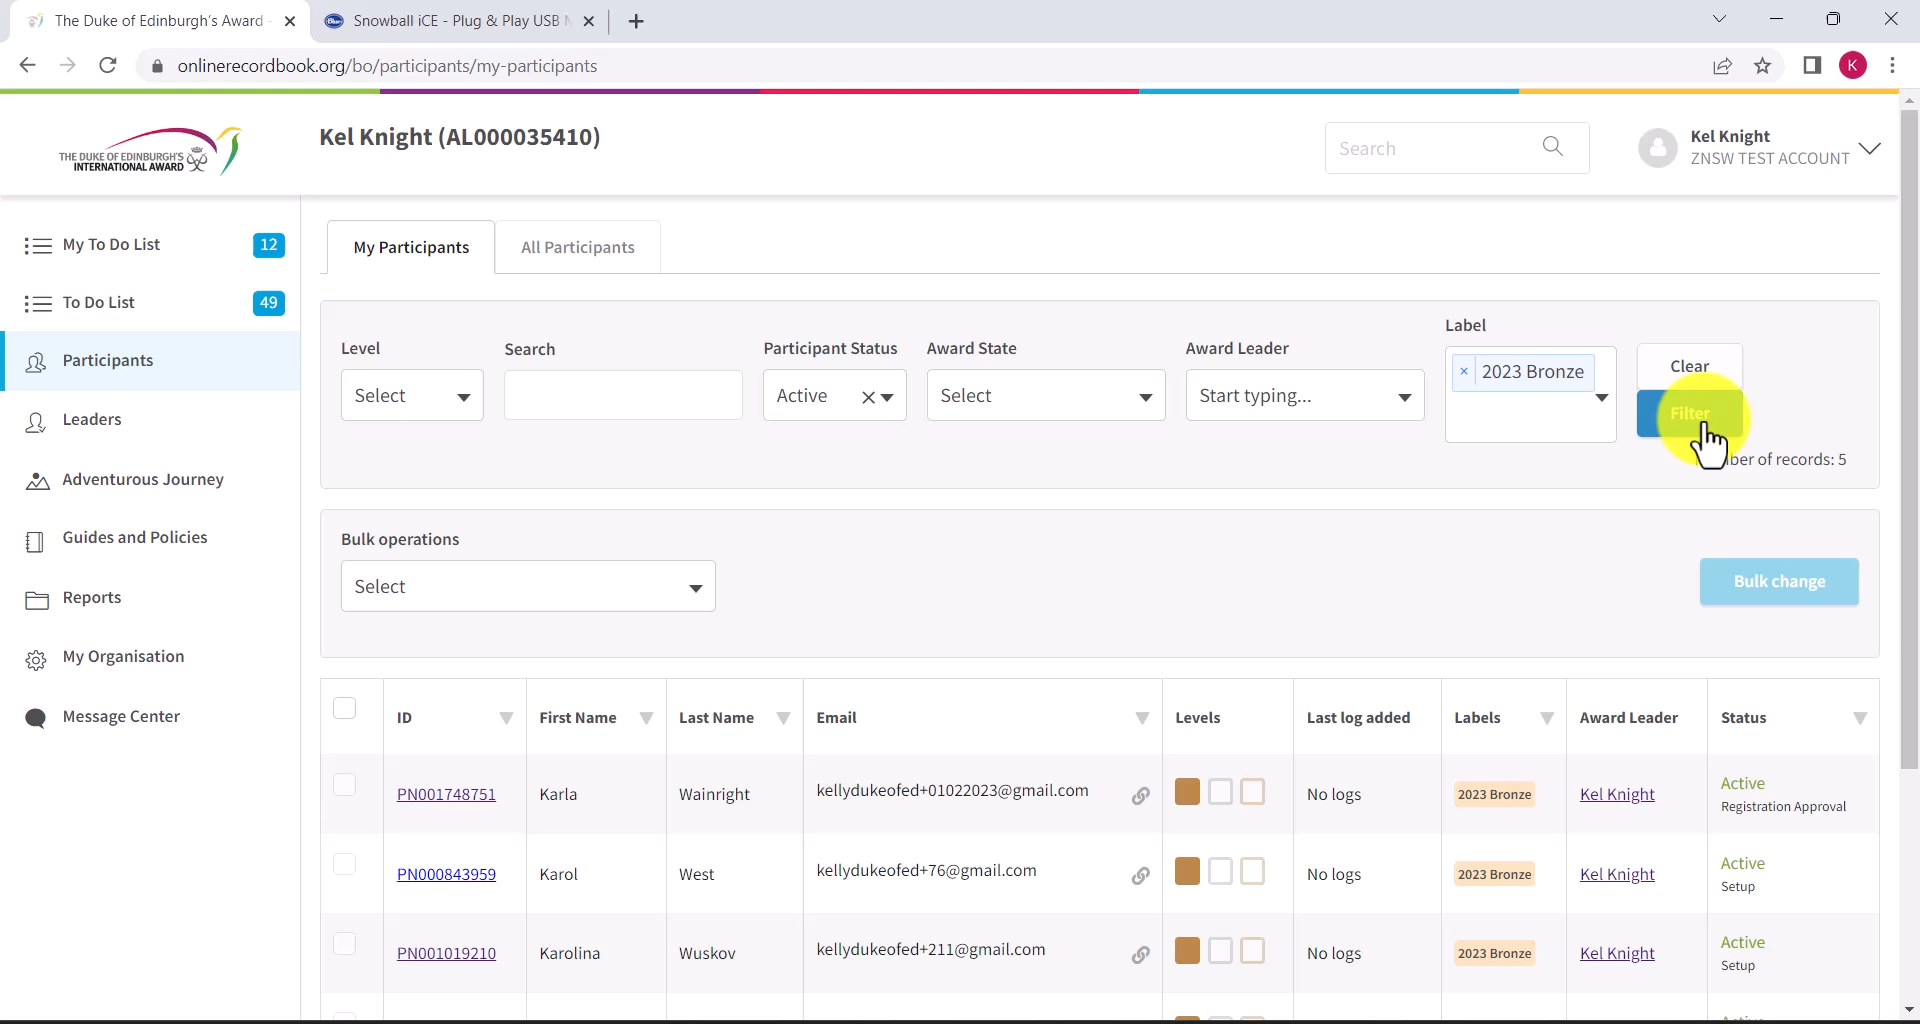 The Duke of Edinburgh's Award -
Snowball iCE - Plug & Play USB
onlinerecordbook.org/bo/participants/my-participants
K
THE DUKE OF EDINBURGH'S
INTERNATIONAL AWARD
Kel Knight (AL000035410)
Search
Kel Knight
ZNSW TEST ACCOUNT
My To Do List
12
To Do List
49
Participants
Leaders
Adventurous Journey
Guides and Policies
Reports
My Organisation
Message Center
My Participants
All Participants
Level
Search
Participant Status
Award State
Award Leader
Label
Select
Active
Select
Start typing...
× 2023 Bronze
Clear
Filter
of records: 5
Bulk operations
Select
Bulk change
ID First Name Last Name Email Levels Last log added Labels Award Leader Status
PN001748751 Karla Wainright kellydukeofed+01022023@gmail.com No logs 2023 Bronze Kel Knight Active
Registration Approval
PN000843959 Karol West kellydukeofed+76@gmail.com No logs 2023 Bronze Kel Knight Active
Setup
PN001019210 Karolina Wuskov kellydukeofed+211@gmail.com No logs 2023 Bronze Kel Knight Active
Setup